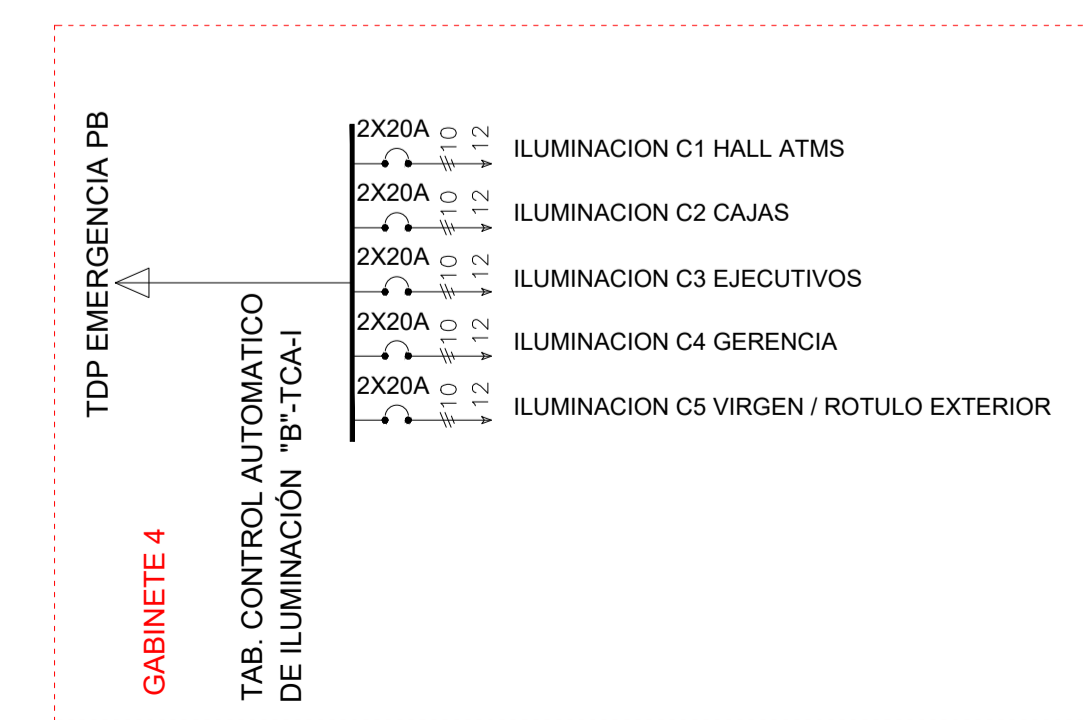 TDP EMERGENCIA PB
GABINETE 4
TAB. CONTROL AUTOMATICO
DE ILUMINACIÓN "B"-TCA-I
2X20A 10 12 ILUMINACION C1 HALL ATMS
2X20A 10 12 ILUMINACION C2 CAJAS
2X20A 10 12 ILUMINACION C3 EJECUTIVOS
2X20A 10 12 ILUMINACION C4 GERENCIA
2X20A 10 12 ILUMINACION C5 VIRGEN / ROTULO EXTERIOR